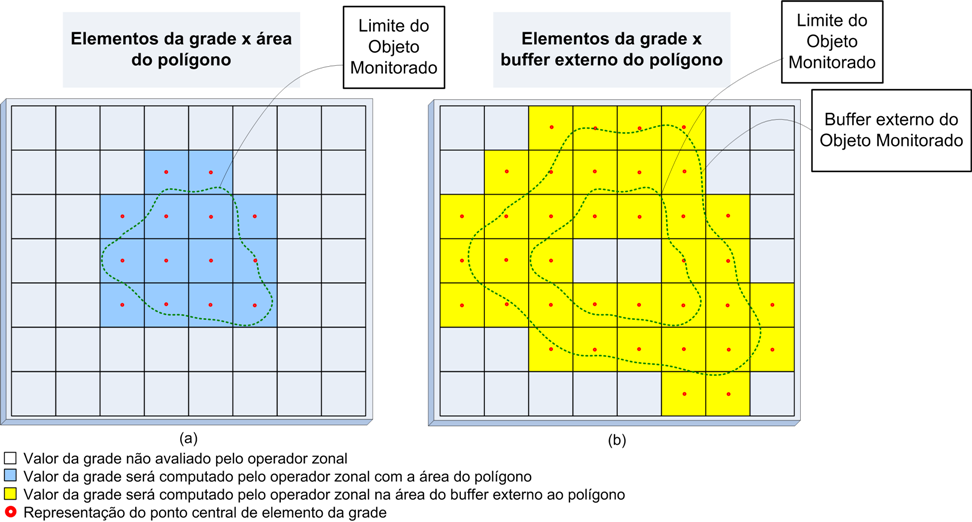 Elementos da grade x área
do polígono
Limite do
Objeto
Monitorado
Elementos da grade x
buffer externo do polígono
Limite do
Objeto
Monitorado
Buffer externo do
Objeto Monitorado
(a)
(b)
Valor da grade não avaliado pelo operador zonal
Valor da grade será computado pelo operador zonal com a área do polígono
Valor da grade será computado pelo operador zonal na área do buffer externo ao polígono
Representação do ponto central de elemento da grade